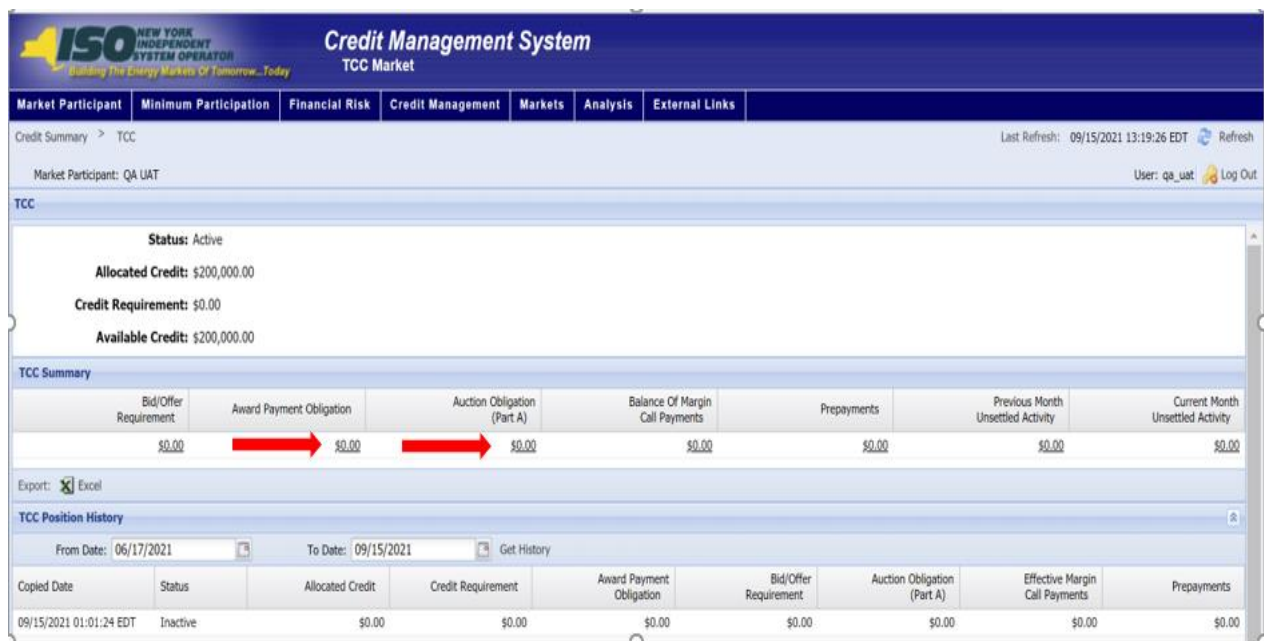 NEW YORK
ISO INDEPENDENT
SYSTEM OPERATOR
Building The Energy Markets Of Tomorrow...Today
Credit Management System
TCC Market
Market Participant Minimum Participation Financial Risk Credit Management Markets Analysis External Links
Credit Summary > TCC Last Refresh: 09/15/2021 13:19:26 EDT Refresh
Market Participant: QA UAT User: qa_uat Log Out
TCC
Status: Active
Allocated Credit: $200,000.00
Credit Requirement: $0.00
Available Credit: $200,000.00
TCC Summary
Bid/Offer Requirement Award Payment Obligation Auction Obligation (Part A) Balance Of Margin Call Payments Prepayments Previous Month Unsettled Activity Current Month Unsettled Activity
$0.00 $0.00 $0.00 $0.00 $0.00 $0.00 $0.00
Export: Excel
TCC Position History
From Date: 06/17/2021 To Date: 09/15/2021 Get History
Copied Date Status Allocated Credit Credit Requirement Award Payment Obligation Bid/Offer Requirement Auction Obligation (Part A) Effective Margin Call Payments Prepayments
09/15/2021 01:01:24 EDT Inactive $0.00 $0.00 $0.00 $0.00 $0.00 $0.00 $0.00